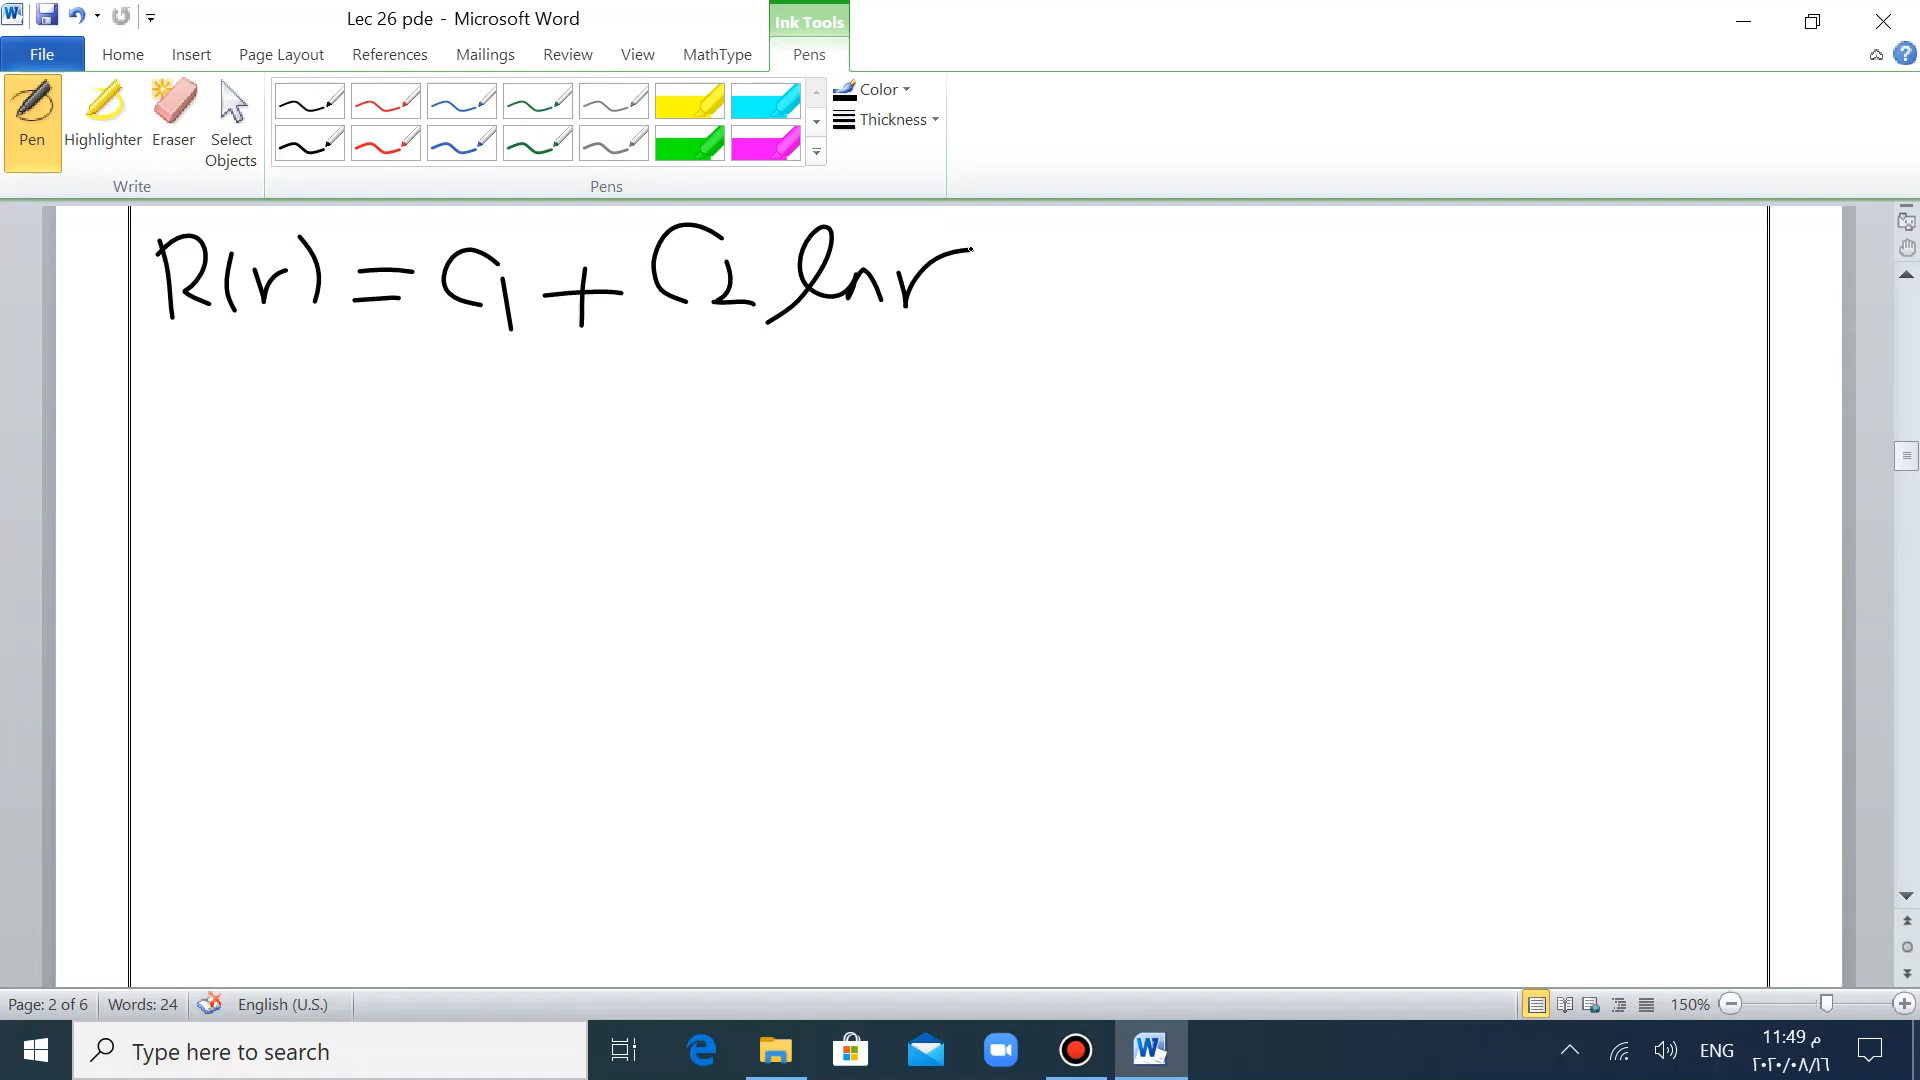 Lec 26 pde - Microsoft Word
Ink Tools
File Home Insert Page Layout References Mailings Review View MathType Pens
Pen Highlighter Eraser Select Objects
Color
Thickness
Write Pens
R(r) = C1 + C2 ln r
Page: 2 of 6 Words: 24 English (U.S.) 150%
Type here to search
ENG
11:49 م
٢٠٢٠/٠٨/١٦